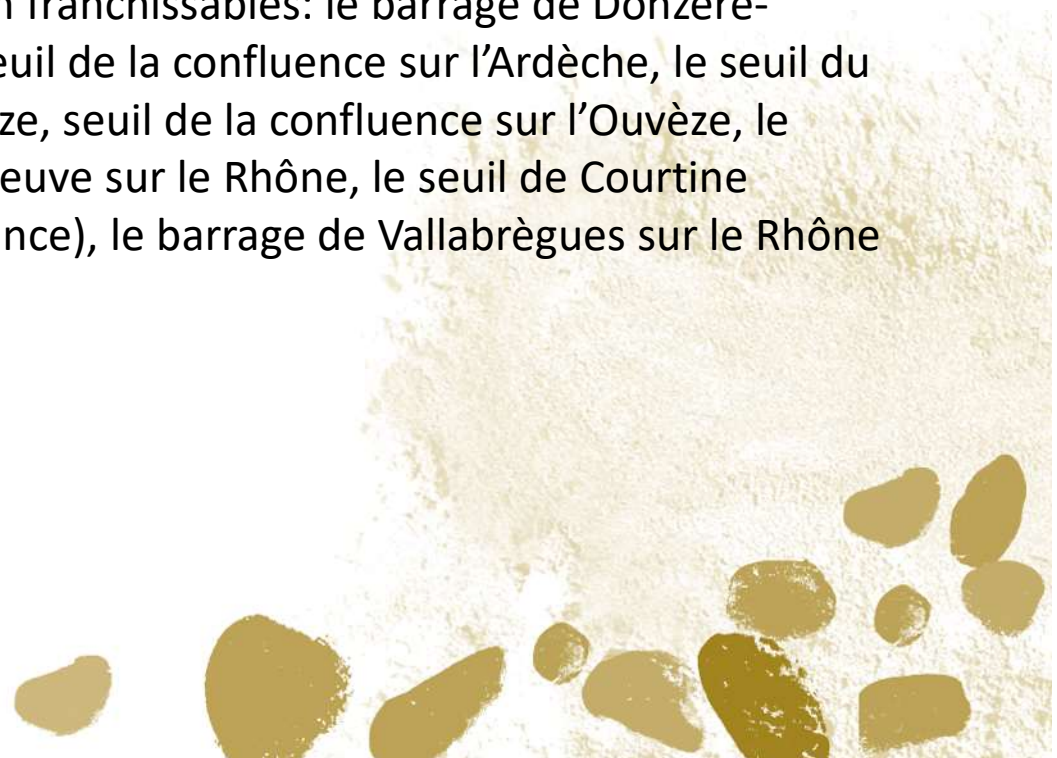 n franchissables: le barrage de Donzère-
euil de la confluence sur l’Ardèche, le seuil du
ze, seuil de la confluence sur l’Ouvèze, le
euve sur le Rhône, le seuil de Courtine
nce), le barrage de Vallabrègues sur le Rhône